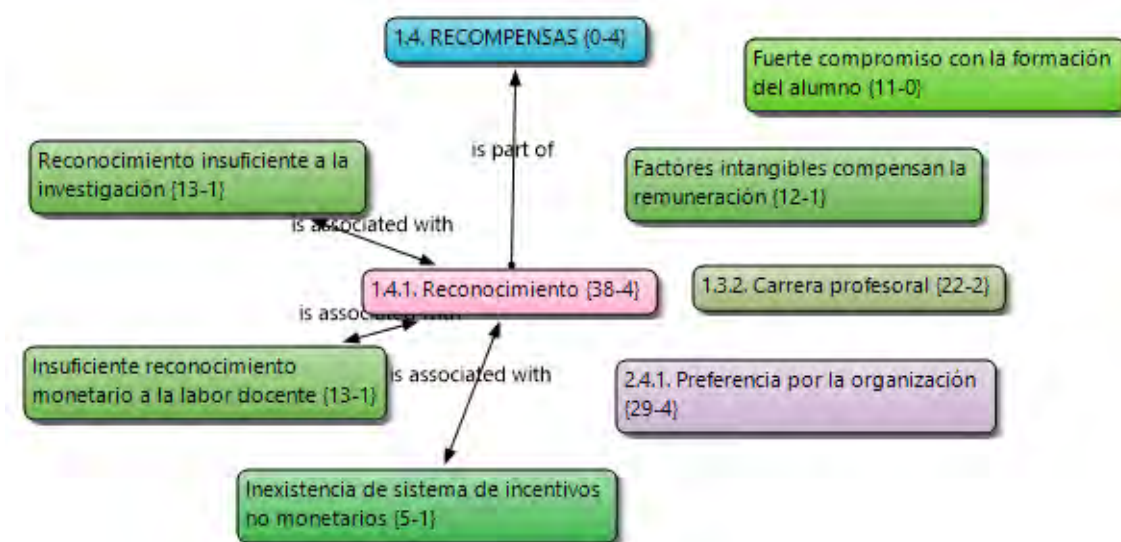 1.4. RECOMPENSAS {0-4}
Fuerte compromiso con la formación
del alumno {11-0}
is part of
Reconocimiento insuficiente a la
investigación {13-1}
Factores intangibles compensan la
remuneración {12-1}
is associated with
1.4.1. Reconocimiento {38-4}
1.3.2. Carrera profesoral {22-2}
is associated with
Insuficiente reconocimiento
monetario a la labor docente {13-1}
is associated with
2.4.1. Preferencia por la organización
{29-4}
Inexistencia de sistema de incentivos
no monetarios {5-1}